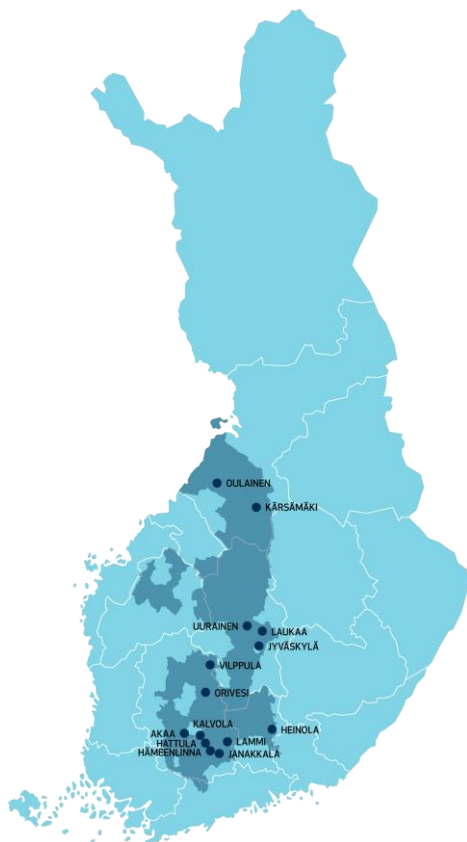 OULAINEN
KÄRSÄMÄKI
UURAINEN
LAUKAA
JYVÄSKYLÄ
VILPPULA
ORIVESI
KALVOLA
AKAA
HEINOLA
HATTULA
LAMMI
HÄMEENLINNA
JANAKKALA